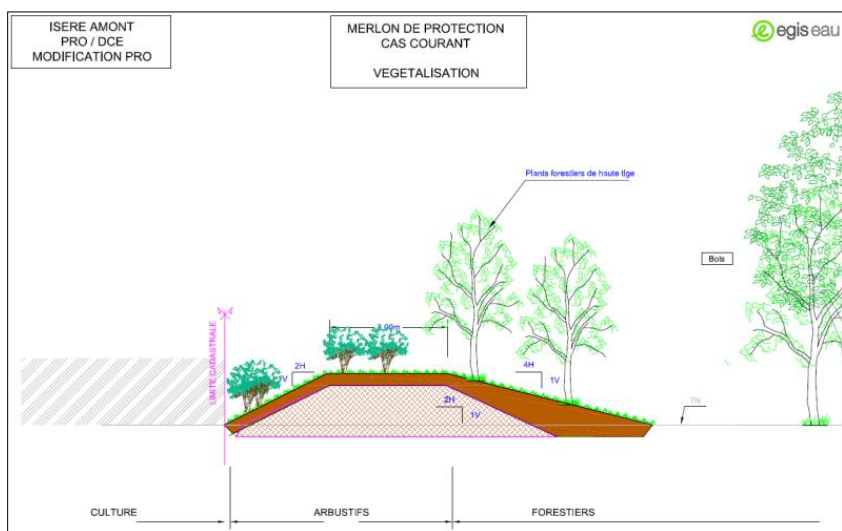 ISERE AMONT
PRO / DCE
MODIFICATION PRO
MERLON DE PROTECTION
CAS COURANT
VEGETALISATION
egis eau
Plants forestiers de haute tige
Bois
LIMITE CADASTRALE
2H
1V
4H
1V
2H
1V
TN
CULTURE
ARBUSTIFS
FORESTIERS